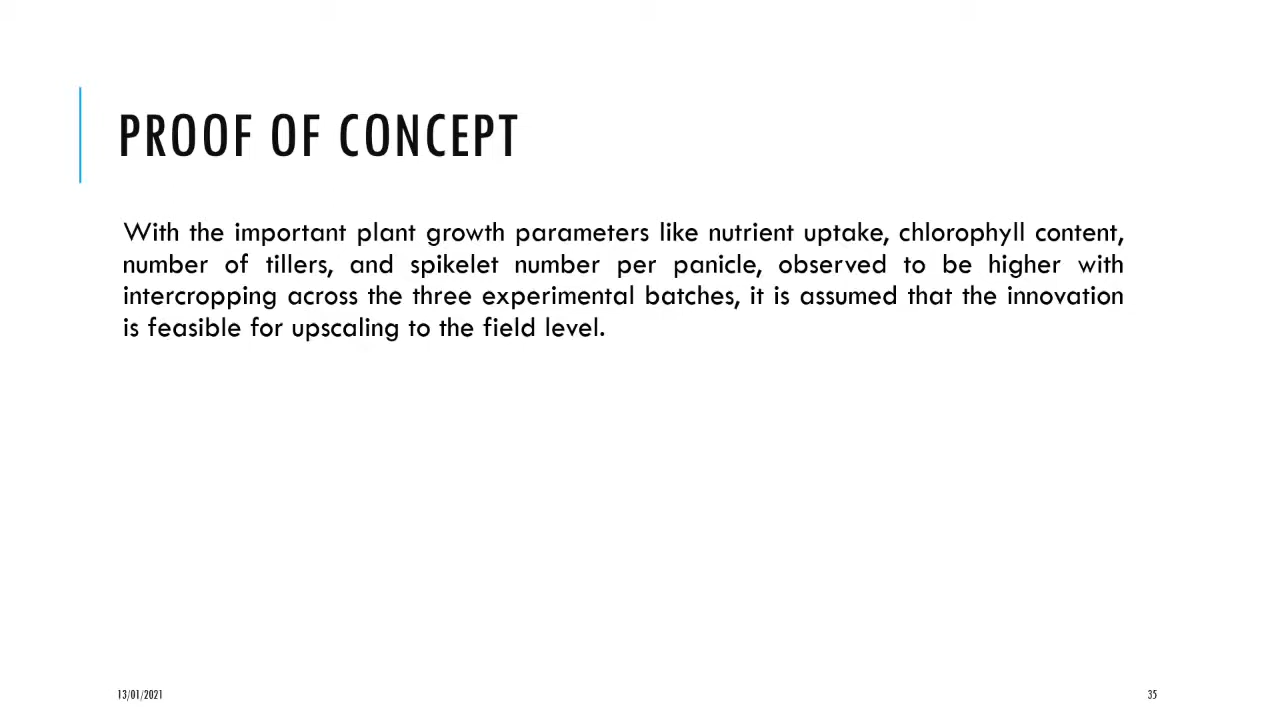 PROOF OF CONCEPT
With the important plant growth parameters like nutrient uptake, chlorophyll content,
number of tillers, and spikelet number per panicle, observed to be higher with
intercropping across the three experimental batches, it is assumed that the innovation
is feasible for upscaling to the field level.
13/01/2021
35